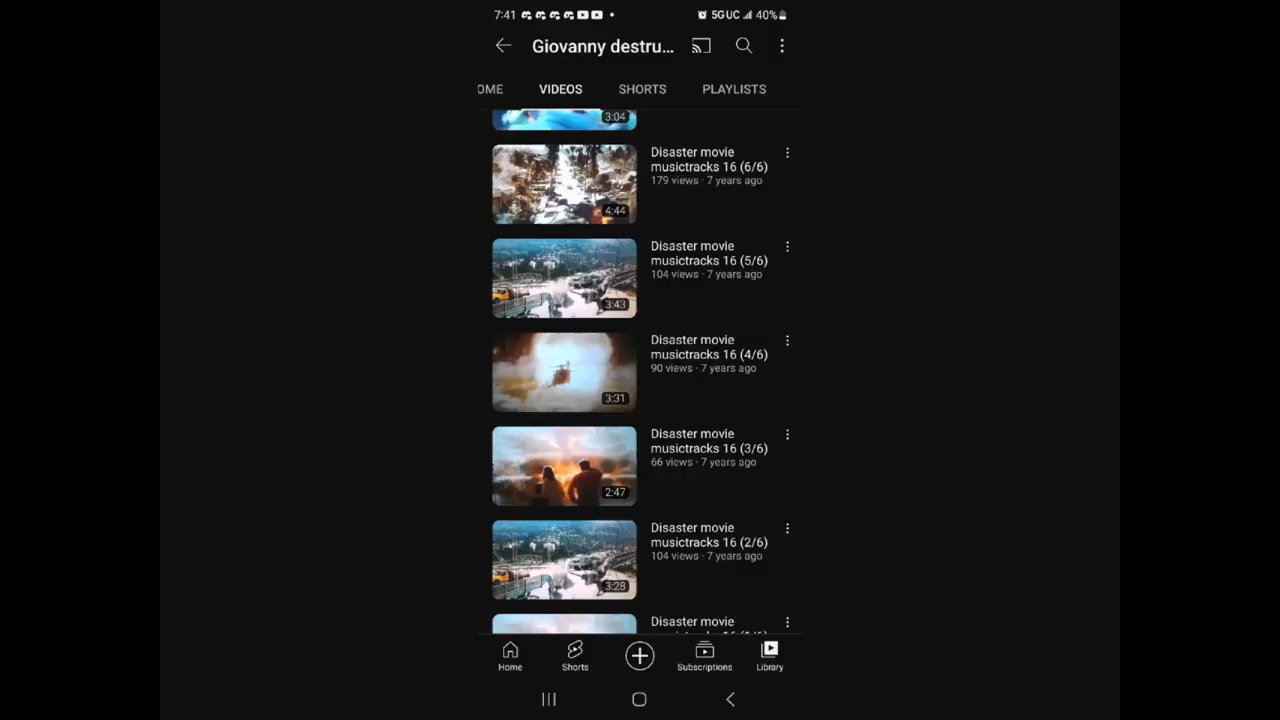 7:41
5GUC
40%
Giovanny destru...
OME
VIDEOS
SHORTS
PLAYLISTS
3:04
Disaster movie
musictracks 16 (6/6)
179 views · 7 years ago
4:44
Disaster movie
musictracks 16 (5/6)
104 views · 7 years ago
3:43
Disaster movie
musictracks 16 (4/6)
90 views · 7 years ago
3:31
Disaster movie
musictracks 16 (3/6)
66 views · 7 years ago
2:47
Disaster movie
musictracks 16 (2/6)
104 views · 7 years ago
3:28
Disaster movie
Home
Shorts
Subscriptions
Library